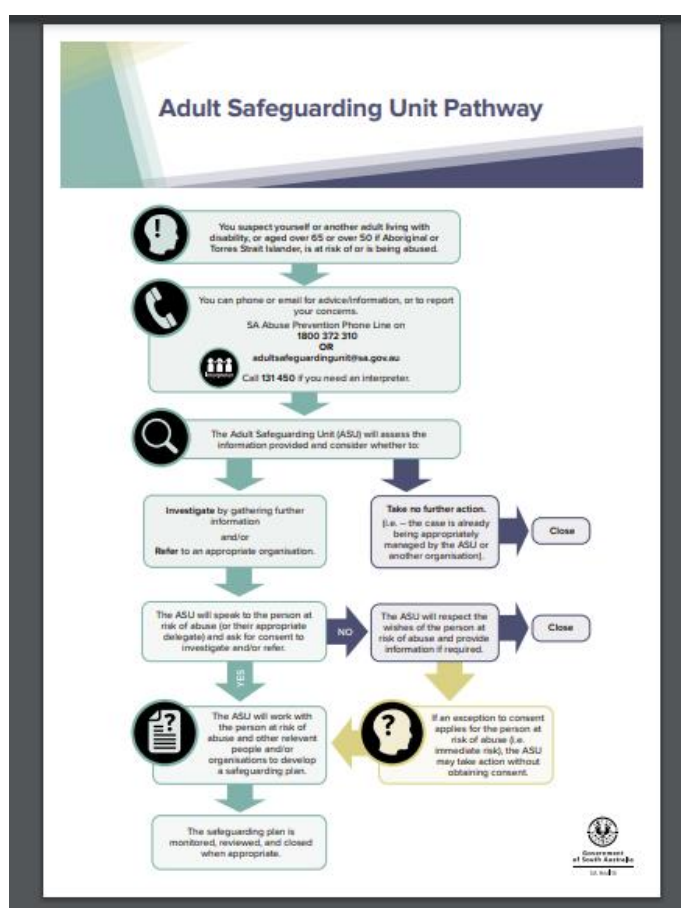 Adult Safeguarding Unit Pathway
!
You suspect yourself or another adult living with
disability, or aged over 65 or over 50 if Aboriginal or
Torres Strait Islander, is at risk of or is being abused.
You can phone or email for advice/information, or to report
your concerns.
SA Abuse Prevention Phone Line on
1800 372 310
OR
adultsafeguardingunit@sa.gov.au
Call 131 450 if you need an interpreter.
The Adult Safeguarding Unit (ASU) will assess the
information provided and consider whether to:
Investigate by gathering further
information
and/or
Refer to an appropriate organisation.
Take no further action.
(i.e. – the case is already
being appropriately
managed by the ASU or
another organisation).
Close
The ASU will speak to the person at
risk of abuse (or their appropriate
delegate) and ask for consent to
investigate and/or refer.
NO
The ASU will respect the
wishes of the person at
risk of abuse and provide
information if required.
Close
YES
?
The ASU will work with
the person at risk of
abuse and other relevant
people and/or
organisations to develop
a safeguarding plan.
?
If an exception to consent
applies for the person at
risk of abuse (i.e.
immediate risk), the ASU
may take action without
obtaining consent.
The safeguarding plan is
monitored, reviewed, and closed
when appropriate.
Government
of South Australia